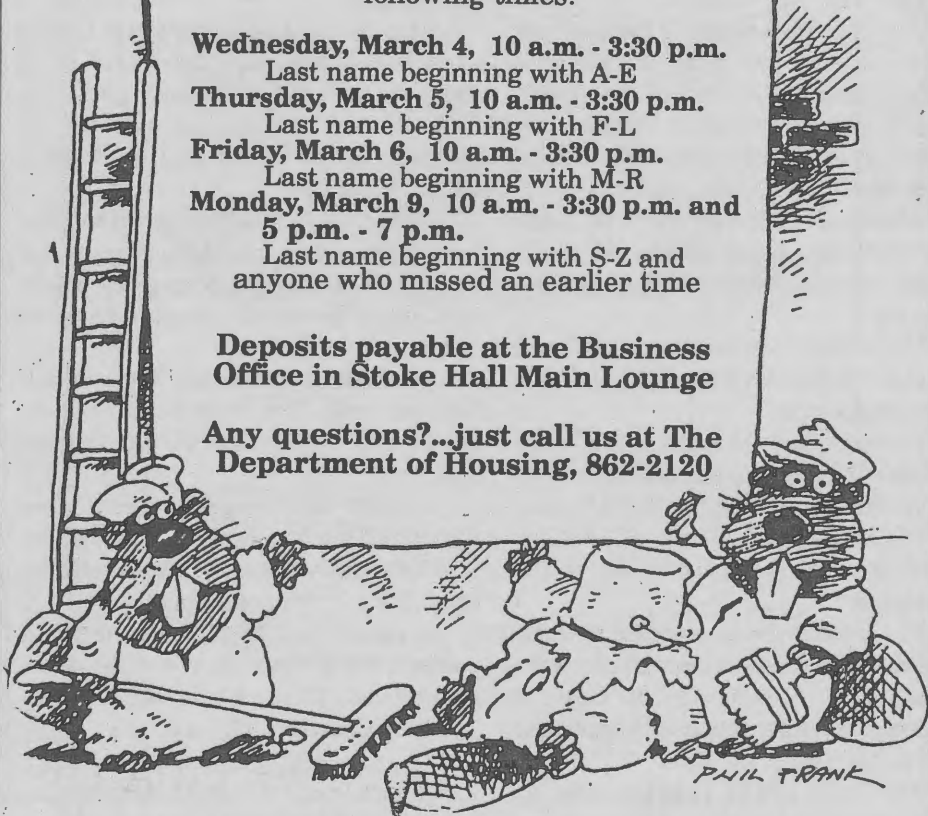 following times:
Wednesday, March 4, 10 a.m. - 3:30 p.m.
Last name beginning with A-E
Thursday, March 5, 10 a.m. - 3:30 p.m.
Last name beginning with F-L
Friday, March 6, 10 a.m. - 3:30 p.m.
Last name beginning with M-R
Monday, March 9, 10 a.m. - 3:30 p.m. and
5 p.m. - 7 p.m.
Last name beginning with S-Z and
anyone who missed an earlier time
Deposits payable at the Business
Office in Stoke Hall Main Lounge
Any questions?...just call us at The
Department of Housing, 862-2120
PHIL FRANK